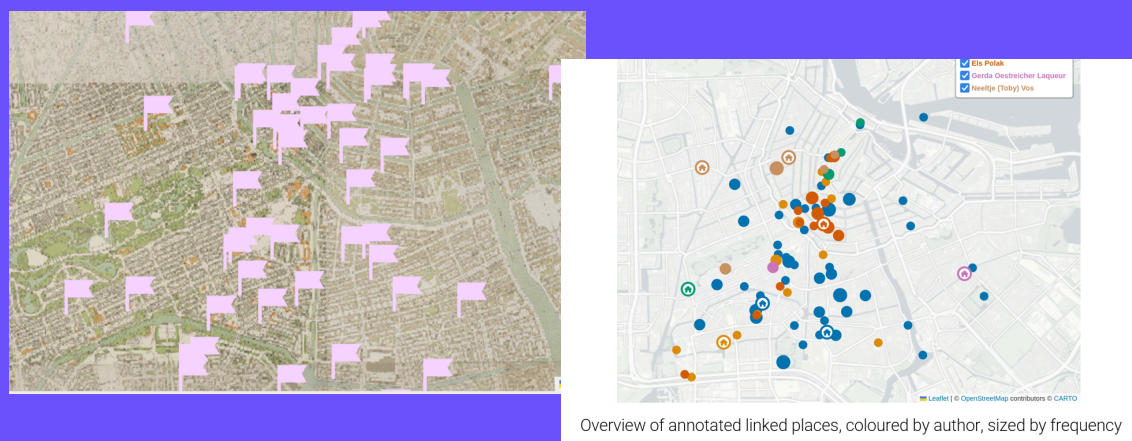 Els Polak
Gerda Oestreicher Laqueur
Neeltje (Toby) Vos
Leaflet | © OpenStreetMap contributors © CARTO
Overview of annotated linked places, coloured by author, sized by frequency